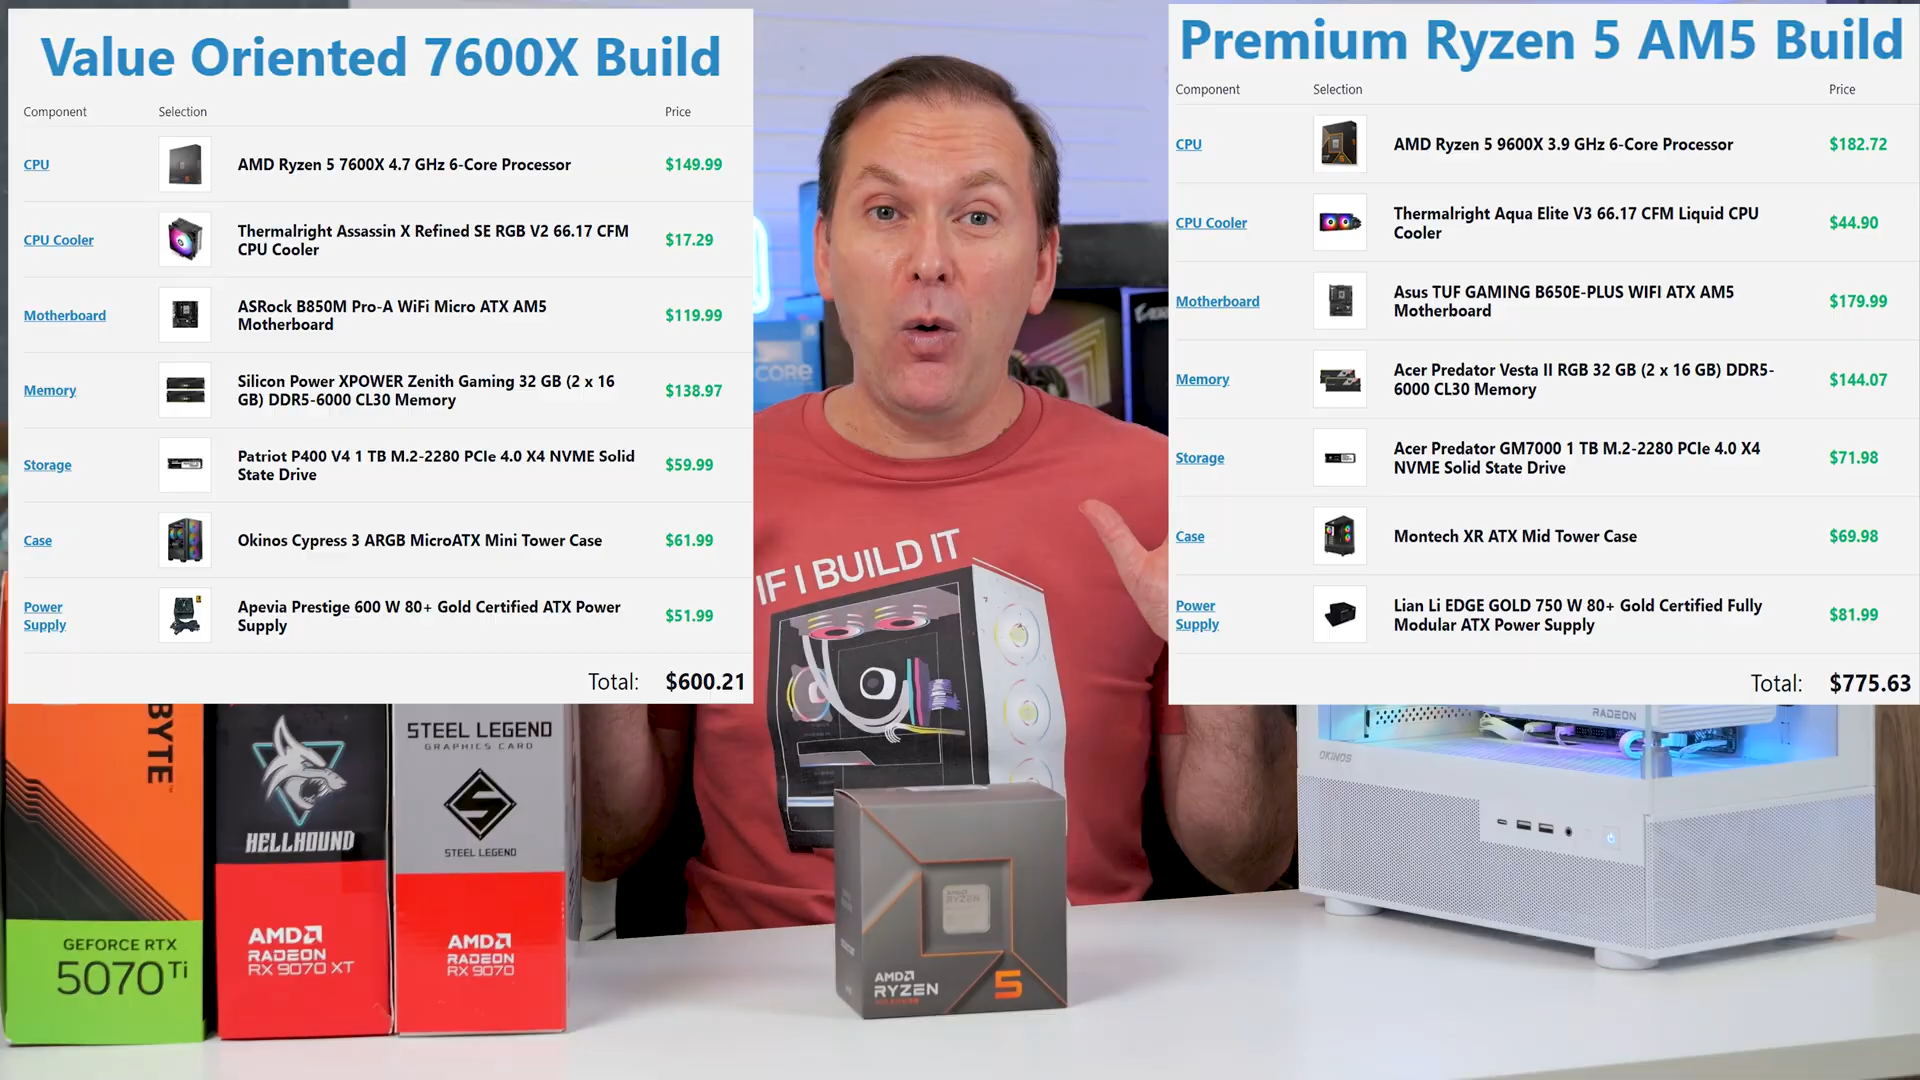 Value Oriented 7600X Build
Component Selection Price
CPU AMD Ryzen 5 7600X 4.7 GHz 6-Core Processor $149.99
CPU Cooler Thermalright Assassin X Refined SE RGB V2 66.17 CFM
CPU Cooler $17.29
Motherboard ASRock B850M Pro-A WiFi Micro ATX AM5
Motherboard $119.99
Memory Silicon Power XPOWER Zenith Gaming 32 GB (2 x 16
GB) DDR5-6000 CL30 Memory $138.97
Storage Patriot P400 V4 1 TB M.2-2280 PCIe 4.0 X4 NVME Solid
State Drive $59.99
Case Okinos Cypress 3 ARGB MicroATX Mini Tower Case $61.99
Power
Supply Apevia Prestige 600 W 80+ Gold Certified ATX Power
Supply $51.99
Total: $600.21
Premium Ryzen 5 AM5 Build
Component Selection Price
CPU AMD Ryzen 5 9600X 3.9 GHz 6-Core Processor $182.72
CPU Cooler Thermalright Aqua Elite V3 66.17 CFM Liquid CPU
Cooler $44.90
Motherboard Asus TUF GAMING B650E-PLUS WIFI ATX AM5
Motherboard $179.99
Memory Acer Predator Vesta II RGB 32 GB (2 x 16 GB) DDR5-
6000 CL30 Memory $144.07
Storage Acer Predator GM7000 1 TB M.2-2280 PCIe 4.0 X4
NVME Solid State Drive $71.98
Case Montech XR ATX Mid Tower Case $69.98
Power
Supply Lian Li EDGE GOLD 750 W 80+ Gold Certified Fully
Modular ATX Power Supply $81.99
Total: $775.63
CORE
IF I BUILD IT
BYTE
GEFORCE RTX
5070 Ti
HELLHOUND
AMD
RADEON
RX 9070 XT
STEEL LEGEND
GRAPHICS CARD
STEEL LEGEND
AMD
RADEON
RX 9070
AMD
RYZEN
AMD
RYZEN
5
RADEON
OKINOS